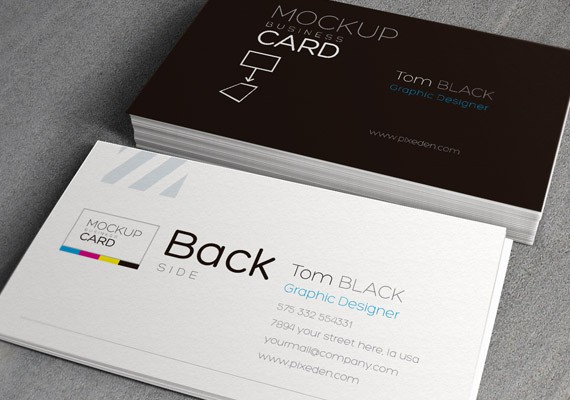 MOCKUP
BUSINESS
CARD
Tom BLACK
Graphic Designer
www.pixeden.com
MOCKUP
BUSINESS
CARD
Back
SIDE
Tom BLACK
Graphic Designer
575 332 554331
7894 your street here, la usa
yourmail@company.com
www.pixeden.com